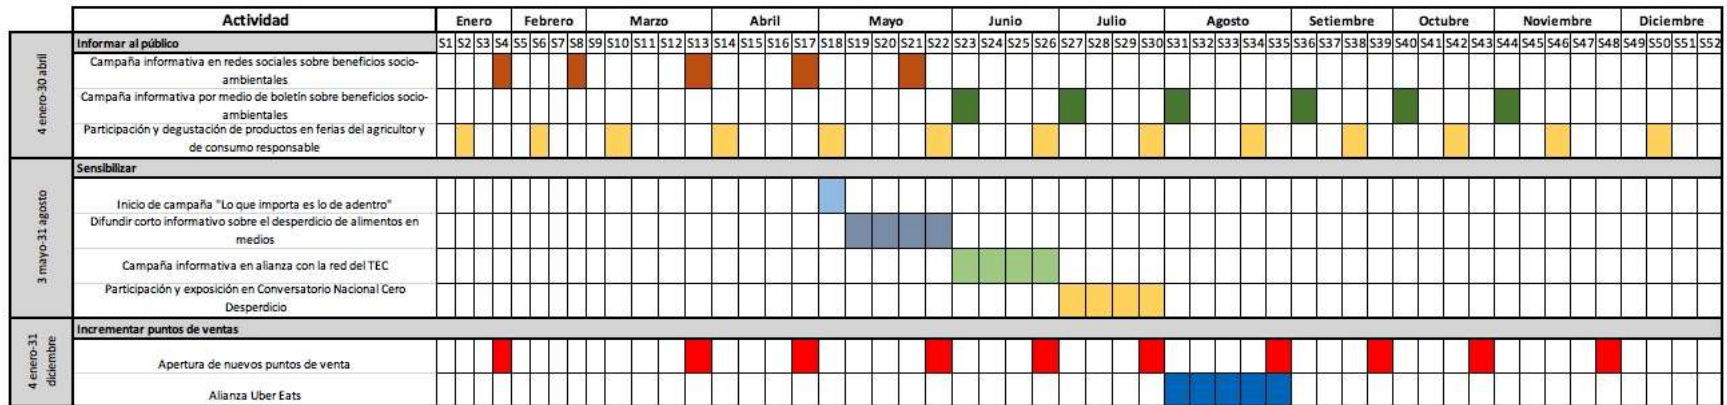 Actividad Enero Febrero Marzo Abril Mayo Junio Julio Agosto Setiembre Octubre Noviembre Diciembre
4 enero-30 abril
Informar al público S1 S2 S3 S4 S5 S6 S7 S8 S9 S10 S11 S12 S13 S14 S15 S16 S17 S18 S19 S20 S21 S22 S23 S24 S25 S26 S27 S28 S29 S30 S31 S32 S33 S34 S35 S36 S37 S38 S39 S40 S41 S42 S43 S44 S45 S46 S47 S48 S49 S50 S51 S52
Campaña informativa en redes sociales sobre beneficios socio-
ambientales
Campaña informativa por medio de boletín sobre beneficios socio-
ambientales
Participación y degustación de productos en ferias del agricultor y
de consumo responsable
3 mayo-31 agosto
Sensibilizar
Inicio de campaña "Lo que importa es lo de adentro"
Difundir corto informativo sobre el desperdicio de alimentos en
medios
Campaña informativa en alianza con la red del TEC
Participación y exposición en Conversatorio Nacional Cero
Desperdicio
4 enero-31
diciembre
Incrementar puntos de ventas
Apertura de nuevos puntos de venta
Alianza Uber Eats